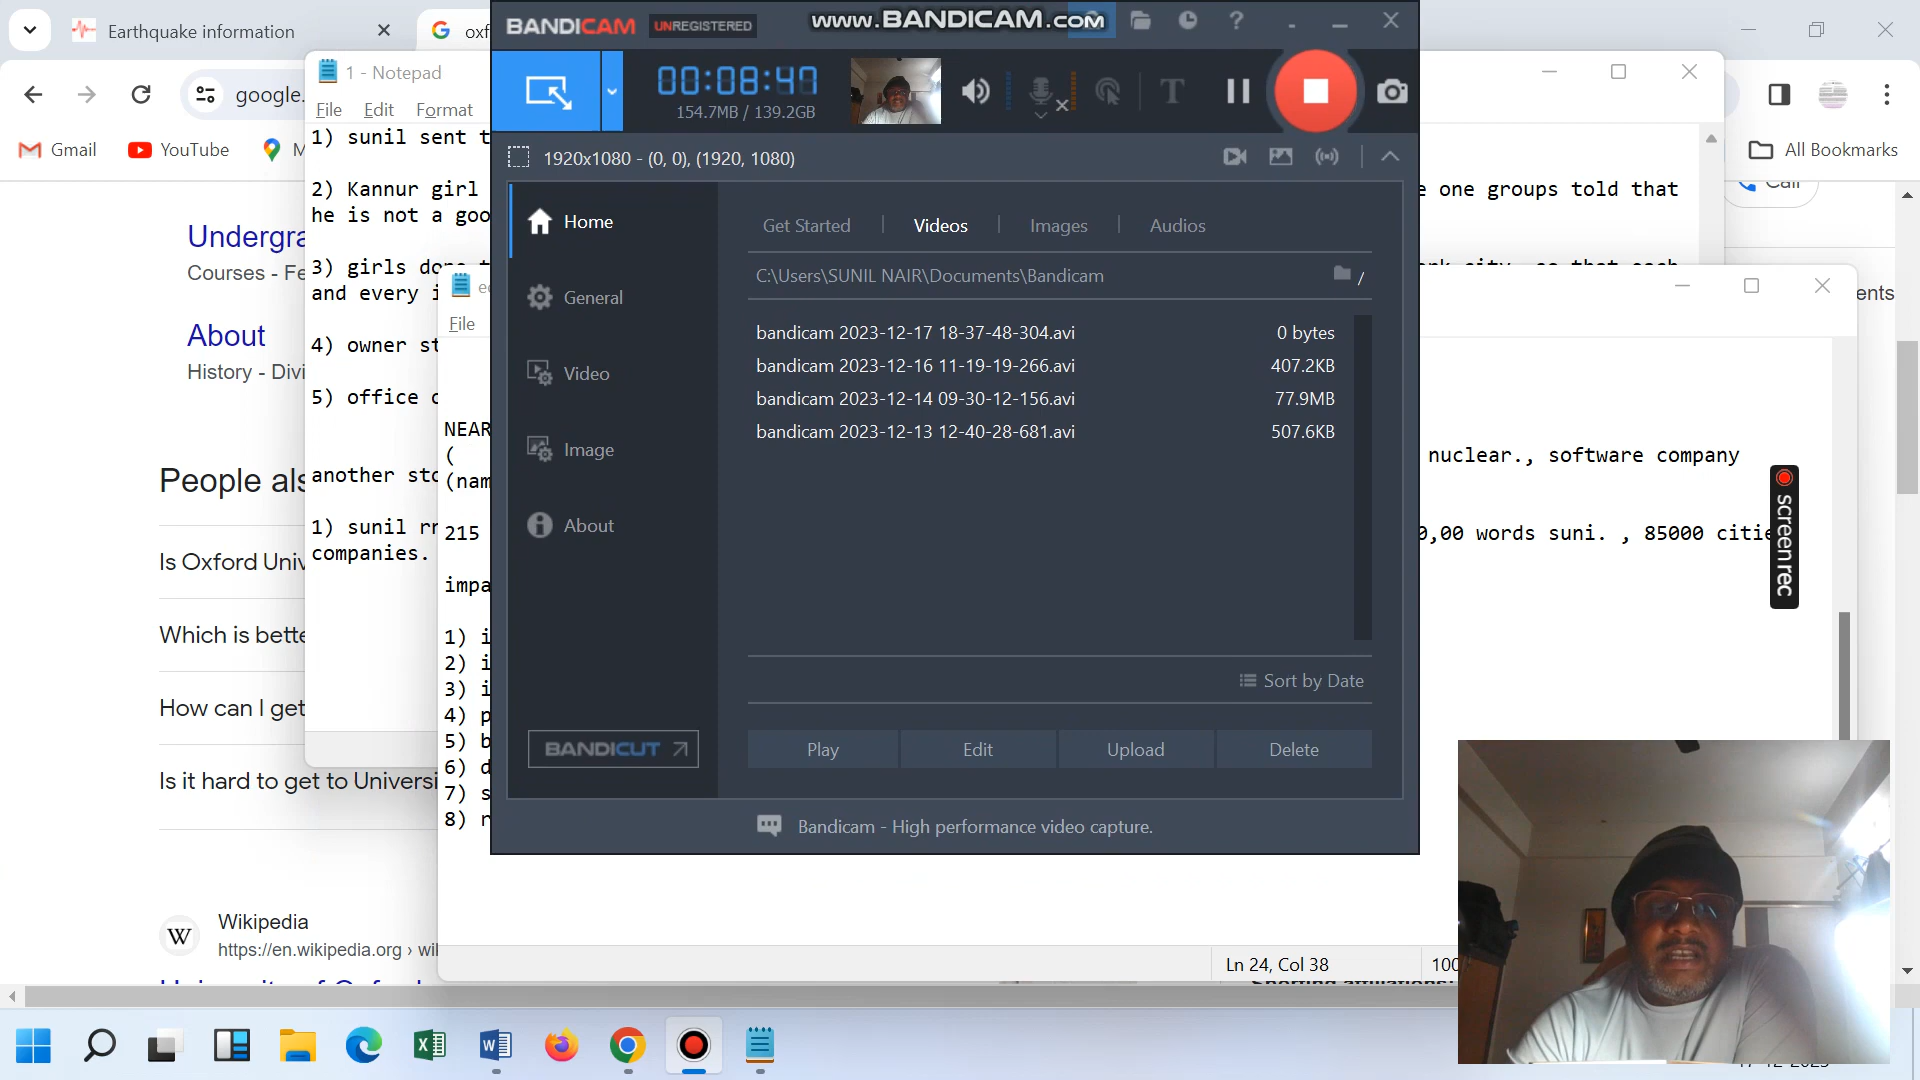 Earthquake information
oxf
google.
Gmail
YouTube
M
All Bookmarks
Undergra
Courses - Fe
About
History - Divi
People als
Is Oxford Univ
Which is bette
How can I get
Is it hard to get to Universi
Wikipedia
https://en.wikipedia.org › wil
Call
ents
1 - Notepad
File Edit Format
1) sunil sent t
2) Kannur girl
e one groups told that
he is not a goo
3) girls done t
and every i
4) owner st
5) office o
another sto
1) sunil rr
companies.
File
NEAR
(
(nam
nuclear., software company
215
0,00 words suni. , 85000 citie
impa
1) i
2) i
3) i
4) p
5) b
6) d
7) s
8) r
Ln 24, Col 38
100
BANDICAM UNREGISTERED
www.BANDICAM.com
00:08:47
154.7MB / 139.2GB
1920x1080 - (0, 0), (1920, 1080)
Home
General
Video
Image
About
BANDICUT
Get Started
Videos
Images
Audios
C:\Users\SUNIL NAIR\Documents\Bandicam
/
bandicam 2023-12-17 18-37-48-304.avi 0 bytes
bandicam 2023-12-16 11-19-19-266.avi 407.2KB
bandicam 2023-12-14 09-30-12-156.avi 77.9MB
bandicam 2023-12-13 12-40-28-681.avi 507.6KB
Sort by Date
Play
Edit
Upload
Delete
Bandicam - High performance video capture.
screenrec